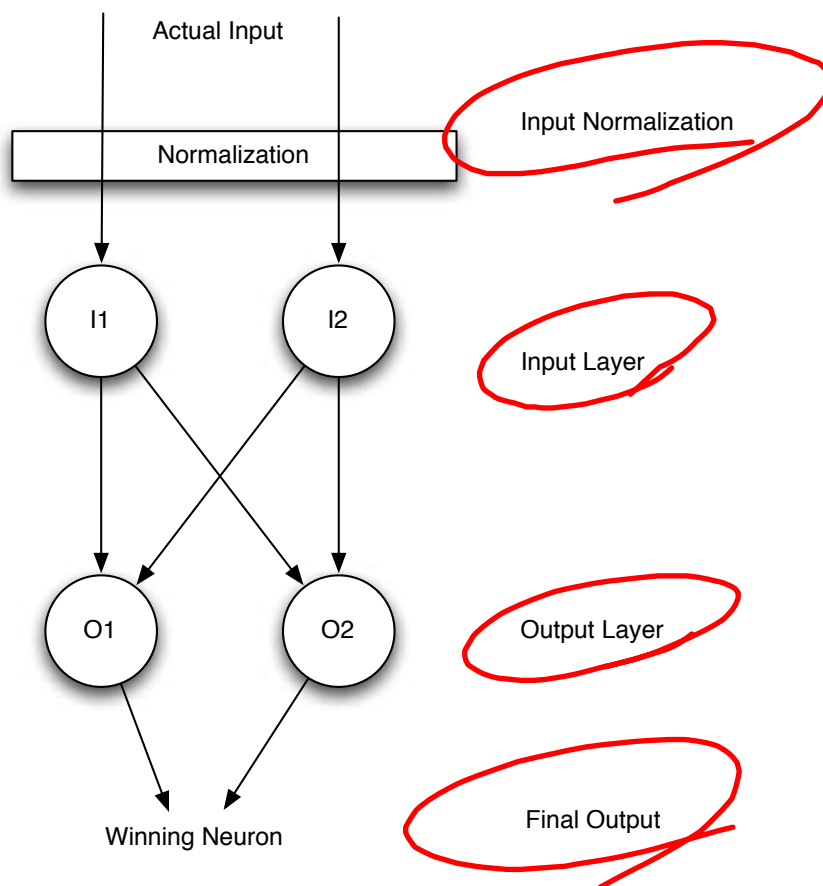 Actual Input
Input Normalization
Normalization
I1
I2
Input Layer
O1
O2
Output Layer
Final Output
Winning Neuron